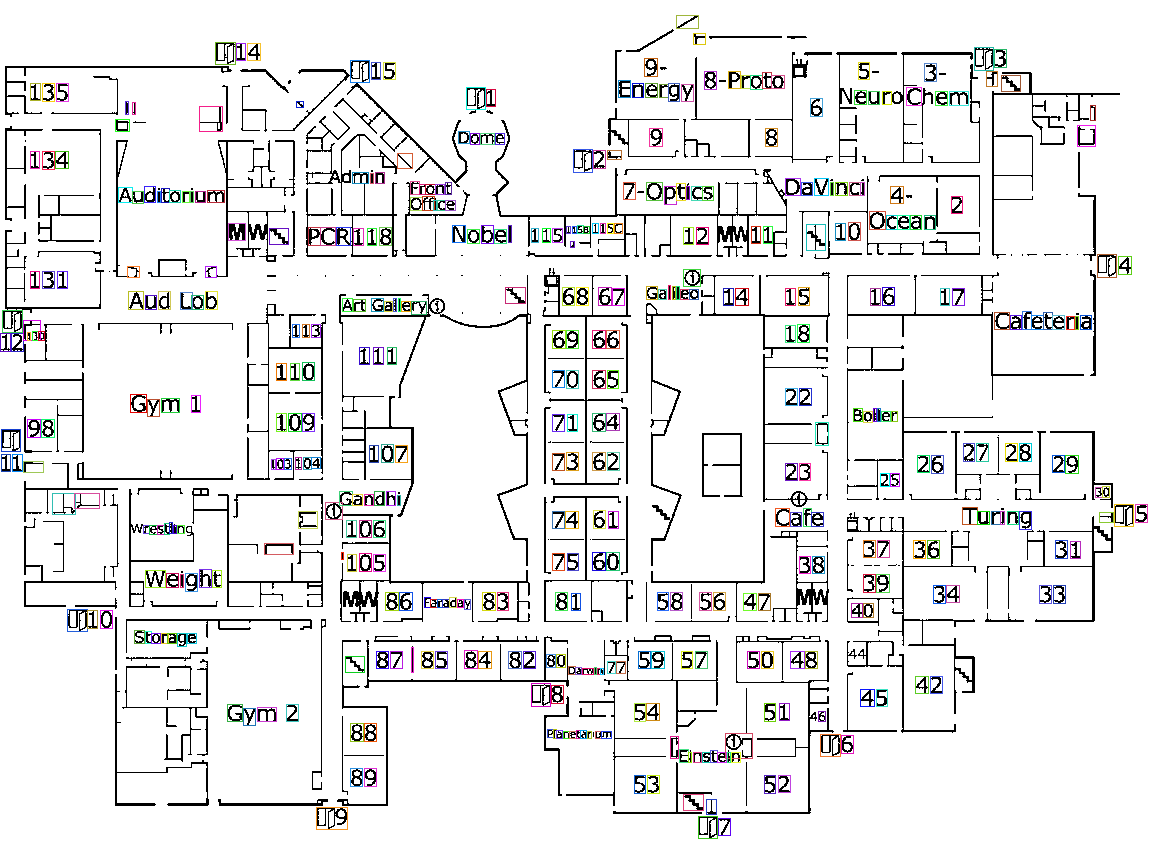 14
15
3
1
9-
Energy
8-Proto
5-
Neuro
3-
Chem
135
6
Dome
9
8
2
134
Admin
Auditorium
Front
Office
7-Optics
DaVinci
4-
Ocean
2
M W
PCR 118
Nobel
115
115B
115C
12
M W
11
10
4
131
Aud Lob
Art Gallery 1
68 67
Galileo 1
14
15
16
17
Cafeteria
12
130
113
111
69 66
18
110
70 65
22
Gym 1
109
71 64
Boiler
98
107
73 62
23
26
27
28
29
11
103 104
25
30
Gandhi
1
1
Cafe
Turing
5
Wrestling
106
74 61
37
36
31
105
75 60
38
39
Weight
M W
86
Faraday
83
81
58
56
47
M W
40
34
33
10
Storage
87
85
84
82
80
Darwin
77
59
57
50
48
44
42
45
8
Gym 2
54
51
46
88
Planetarium
1
Einstein
6
89
53
52
9
7